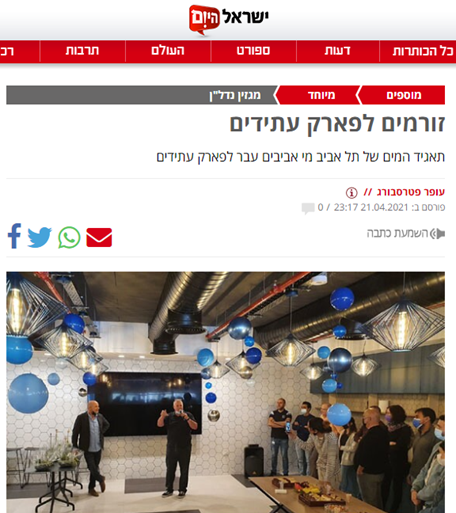 ישראל היום
כל הכותרות דעות ספורט העולם תרבות רכ
מוספים מיוחד מגזין נדל"ן
זורמים לפארק עתידים
תאגיד המים של תל אביב מי אביבים עבר לפארק עתידים
עופר פטרסבורג //
פורסם ב: 21.04.2021 23:17 / 0
השמעת כתבה